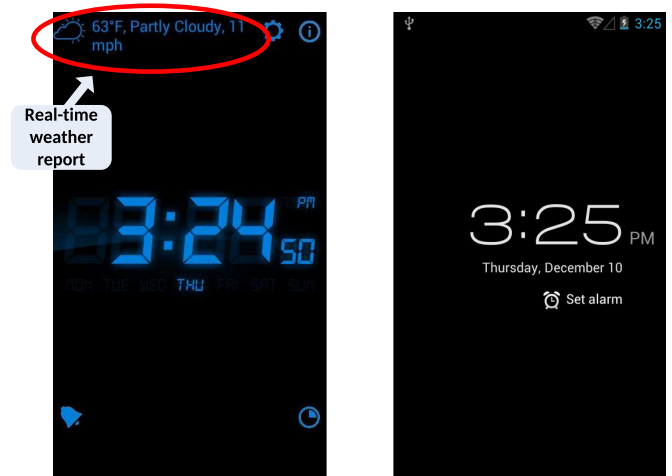 63°F, Partly Cloudy, 11
mph
Real-time
weather
report
3:24
PM
50
MON TUE WED THU FRI SAT SUN
3:25
3:25 PM
Thursday, December 10
Set alarm